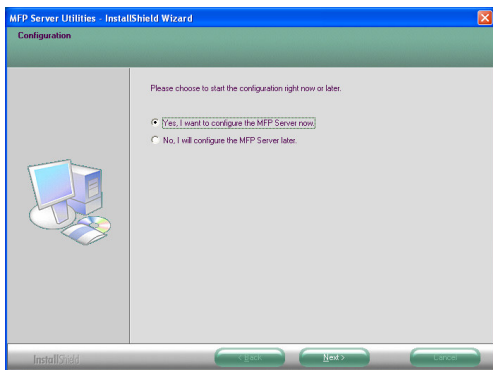 MFP Server Utilities - InstallShield Wizard
Configuration
Please choose to start the configuration right now or later.
Yes, I want to configure the MFP Server now.
No, I will configure the MFP Server later.
InstallShield
< Back
Next >
Cancel